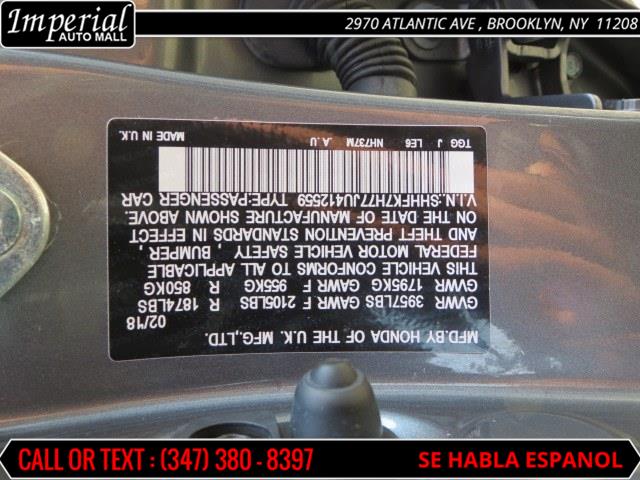 Imperial
AUTO MALL
2970 ATLANTIC AVE , BROOKLYN, NY 11208
MFD.BY HONDA OF THE U.K. MFG.,LTD.
02/18
GVWR 3957LBS GAWR F 2105LBS R 1874LBS
GVWR 1795KG GAWR F 955KG R 850KG
THIS VEHICLE CONFORMS TO ALL APPLICABLE
FEDERAL MOTOR VEHICLE SAFETY , BUMPER ,
AND THEFT PREVENTION STANDARDS IN EFFECT
ON THE DATE OF MANUFACTURE SHOWN ABOVE.
V.I.N.:SHHFK7H77JU412559 TYPE:PASSENGER CAR
TGG J LE6 NH737M .A .U MADE IN U.K.
CALL OR TEXT : (347) 380 - 8397
SE HABLA ESPANOL